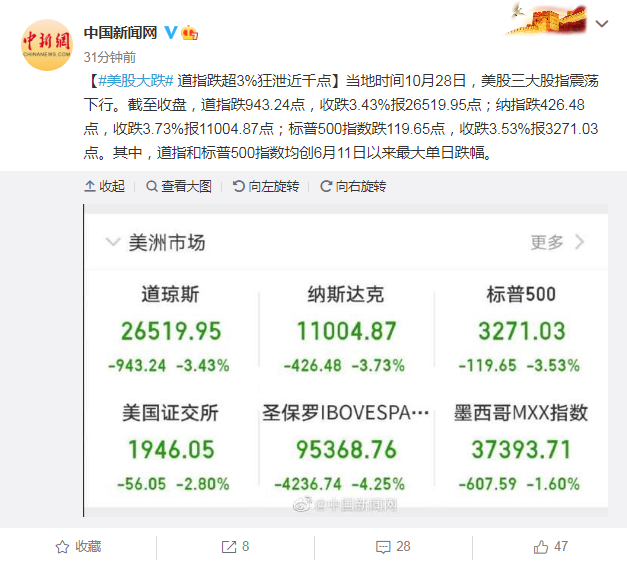 中新網
CHINANEWS.COM
中国新闻网
31分钟前
【#美股大跌# 道指跌超3%狂泄近千点】当地时间10月28日，美股三大股指震荡
下行。截至收盘，道指跌943.24点，收跌3.43%报26519.95点；纳指跌426.48
点，收跌3.73%报11004.87点；标普500指数跌119.65点，收跌3.53%报3271.03
点。其中，道指和标普500指数均创6月11日以来最大单日跌幅。
收起 查看大图 向左旋转 向右旋转
美洲市场 更多
道琼斯 纳斯达克 标普500
26519.95 11004.87 3271.03
-943.24 -3.43% -426.48 -3.73% -119.65 -3.53%
美国证交所 圣保罗IBOVESPA… 墨西哥MXX指数
1946.05 95368.76 37393.71
-56.05 -2.80% -4236.74 -4.25% -607.59 -1.60%
@中国新闻网
收藏 8 28 47